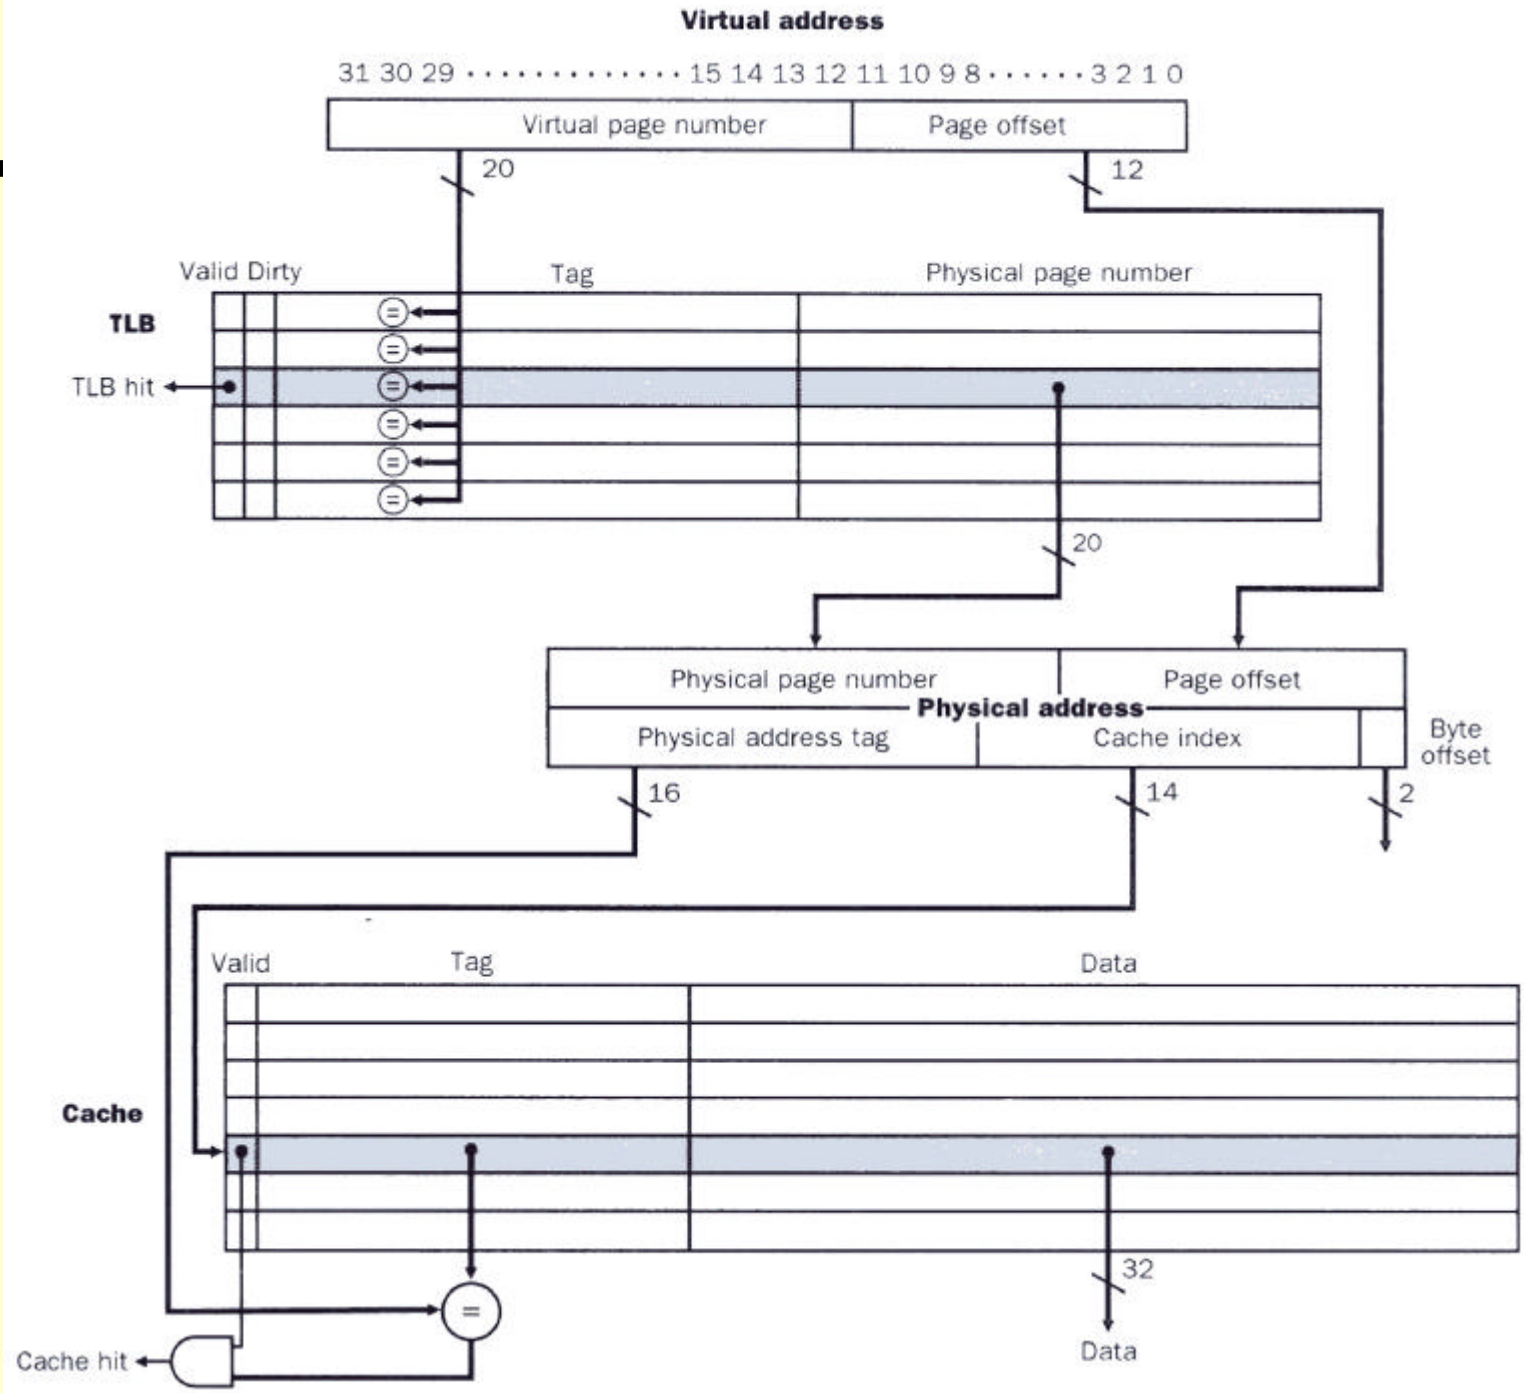 Virtual address
31 30 29 ············· 15 14 13 12 11 10 9 8 ······ 3 2 1 0
Virtual page number Page offset
20 12
Valid Dirty Tag Physical page number
TLB
=
=
TLB hit =
=
=
=
20
Physical page number Page offset
Physical address
Physical address tag Cache index Byte offset
16 14 2
Valid Tag Data
Cache
32
=
Cache hit Data